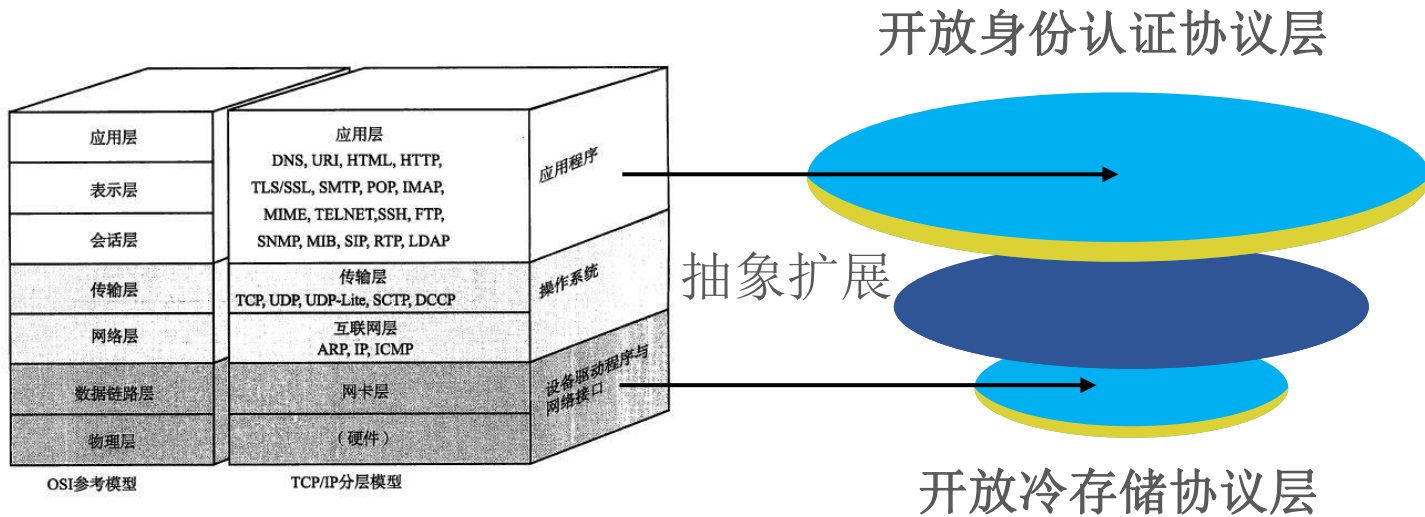 开放身份认证协议层
应用层
表示层
会话层
传输层
网络层
数据链路层
物理层
OSI参考模型
应用层
DNS, URI, HTML, HTTP,
TLS/SSL, SMTP, POP, IMAP,
MIME, TELNET,SSH, FTP,
SNMP, MIB, SIP, RTP, LDAP
传输层
TCP, UDP, UDP-Lite, SCTP, DCCP
互联网层
ARP, IP, ICMP
网卡层
（硬件）
TCP/IP分层模型
应用程序
操作系统
设备驱动程序与
网络接口
抽象扩展
开放冷存储协议层